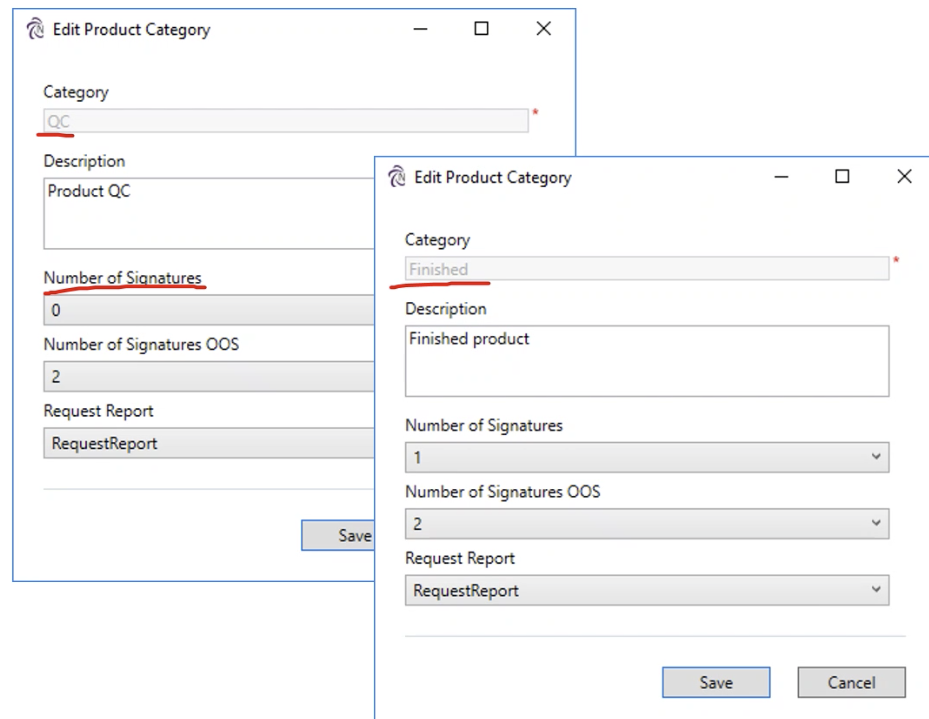 Edit Product Category
Category
QC
*
Description
Product QC
Number of Signatures
0
Number of Signatures OOS
2
Request Report
RequestReport
Save
Edit Product Category
Category
Finished
*
Description
Finished product
Number of Signatures
1
Number of Signatures OOS
2
Request Report
RequestReport
Save
Cancel